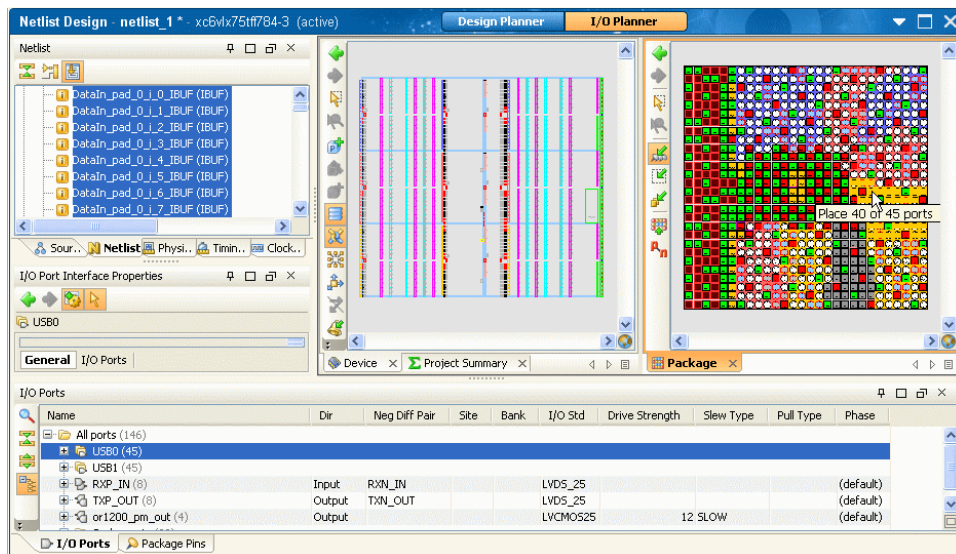 Netlist Design - netlist_1 * - xc6vlx75tff784-3 (active)
Design Planner
I/O Planner
Netlist
DataIn_pad_0_i_0_IBUF (IBUF)
DataIn_pad_0_i_1_IBUF (IBUF)
DataIn_pad_0_i_2_IBUF (IBUF)
DataIn_pad_0_i_3_IBUF (IBUF)
DataIn_pad_0_i_4_IBUF (IBUF)
DataIn_pad_0_i_5_IBUF (IBUF)
DataIn_pad_0_i_6_IBUF (IBUF)
DataIn_pad_0_i_7_IBUF (IBUF)
Sour.. Netlist Physi.. Timin.. Clock..
I/O Port Interface Properties
USB0
General I/O Ports
Place 40 of 45 ports
Device Project Summary
Package
I/O Ports
Name Dir Neg Diff Pair Site Bank I/O Std Drive Strength Slew Type Pull Type Phase
All ports (146)
USB0 (45)
USB1 (45)
RXP_IN (8) Input RXN_IN LVDS_25 (default)
TXP_OUT (8) Output TXN_OUT LVDS_25 (default)
or1200_pm_out (4) Output LVCMOS25 12 SLOW (default)
I/O Ports Package Pins